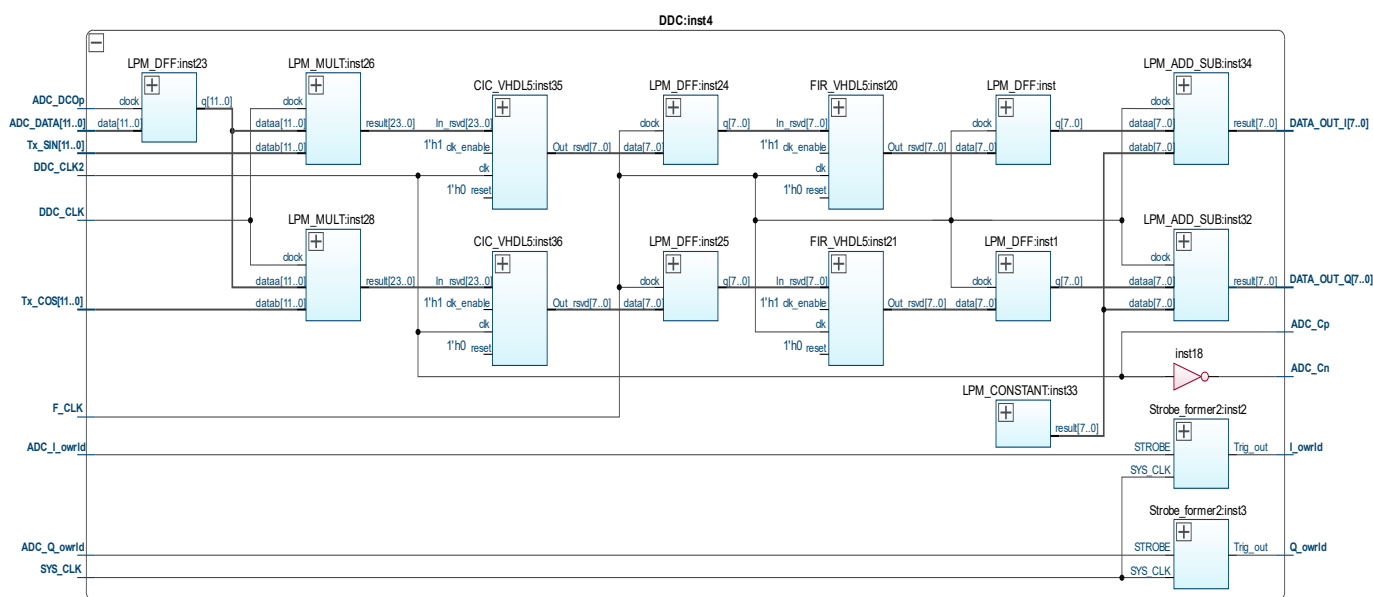 DDC:inst4
LPM_DFF:inst23
LPM_MULT:inst26
LPM_ADD_SUB:inst34
CIC_VHDL5:inst35
LPM_DFF:inst24
FIR_VHDL5:inst20
LPM_DFF:inst
ADC_DCOp
clock
q[11..0]
clock
clock
clock
clock
ADC_DATA[11..0]
data[11..0]
dataa[11..0]
result[23..0]
In_rsvd[23..0]
q[7..0]
In_rsvd[7..0]
q[7..0]
dataa[7..0]
result[7..0]
DATA_OUT_I[7..0]
Tx_SIN[11..0]
datab[11..0]
1'h1 clk_enable
Out_rsvd[7..0]
data[7..0]
1'h1 clk_enable
Out_rsvd[7..0]
data[7..0]
datab[7..0]
DDC_CLK2
clk
clk
1'h0 reset
1'h0 reset
DDC_CLK
LPM_MULT:inst28
LPM_ADD_SUB:inst32
CIC_VHDL5:inst36
LPM_DFF:inst25
FIR_VHDL5:inst21
LPM_DFF:inst1
clock
clock
dataa[11..0]
result[23..0]
In_rsvd[23..0]
clock
q[7..0]
In_rsvd[7..0]
clock
q[7..0]
dataa[7..0]
result[7..0]
DATA_OUT_Q[7..0]
Tx_COS[11..0]
datab[11..0]
1'h1 clk_enable
Out_rsvd[7..0]
data[7..0]
1'h1 clk_enable
Out_rsvd[7..0]
data[7..0]
datab[7..0]
clk
clk
ADC_Cp
1'h0 reset
1'h0 reset
inst18
ADC_Cn
LPM_CONSTANT:inst33
F_CLK
result[7..0]
Strobe_former2:inst2
ADC_I_owrld
STROBE
Trig_out
I_owrld
SYS_CLK
Strobe_former2:inst3
ADC_Q_owrld
STROBE
Trig_out
Q_owrld
SYS_CLK
SYS_CLK